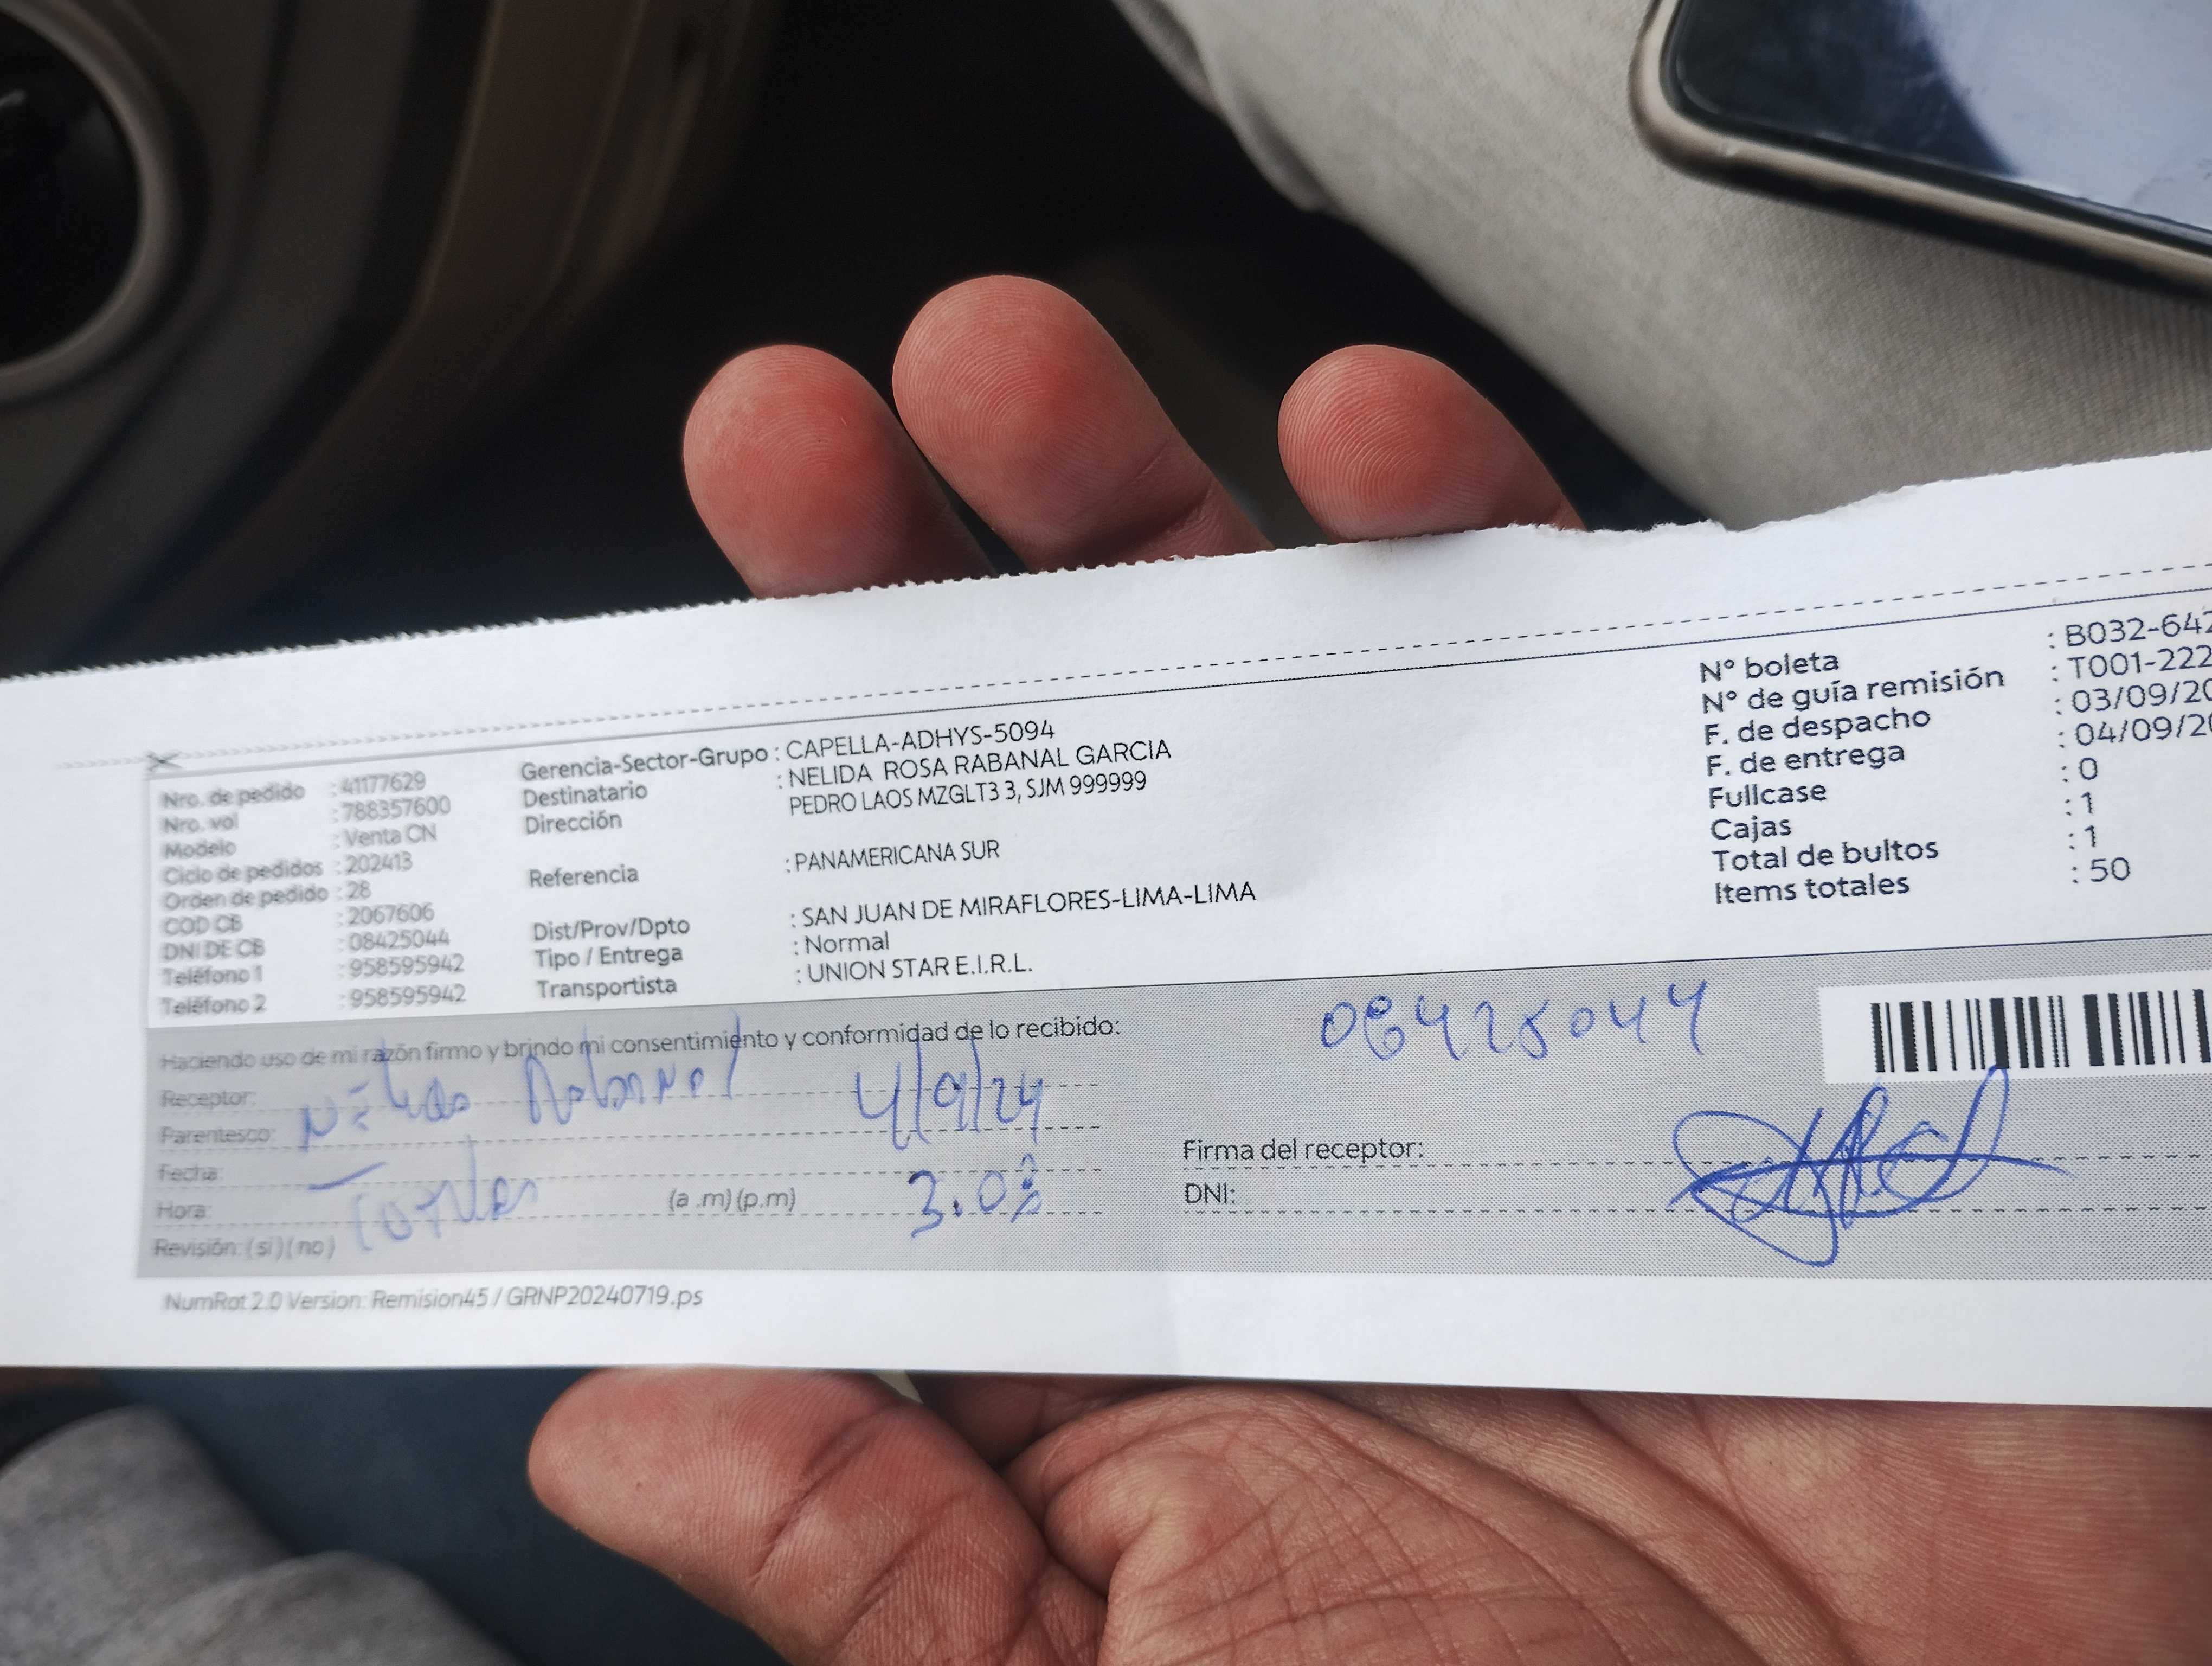 Nro. de pedido : 41177629
Nro. vol : 788357600
Modelo : Venta CN
Ciclo de pedidos : 202413
Orden de pedido : 28
COD CB : 2067606
DNI DE CB : 08425044
Teléfono 1 : 958595942
Teléfono 2 : 958595942
Gerencia-Sector-Grupo : CAPELLA-ADHYS-5094
Destinatario : NELIDA ROSA RABANAL GARCIA
Dirección PEDRO LAOS MZGLT3 3, SJM 999999
Referencia : PANAMERICANA SUR
Dist/Prov/Dpto : SAN JUAN DE MIRAFLORES-LIMA-LIMA
Tipo / Entrega : Normal
Transportista : UNION STAR E.I.R.L.
N° boleta : B032-642
N° de guía remisión : T001-222
F. de despacho : 03/09/20
F. de entrega : 04/09/20
Fullcase : 0
Cajas : 1
Total de bultos : 1
Items totales : 50
Haciendo uso de mi razón firmo y brindo mi consentimiento y conformidad de lo recibido:
08425044
Receptor:
Rabanal 4/9/24
Parentesco:
Fecha:
Hora: (a .m) (p.m) 3.0
Revisión: (si) (no)
Firma del receptor:
DNI:
NumRot 2.0 Version: Remision45 / GRNP20240719.ps